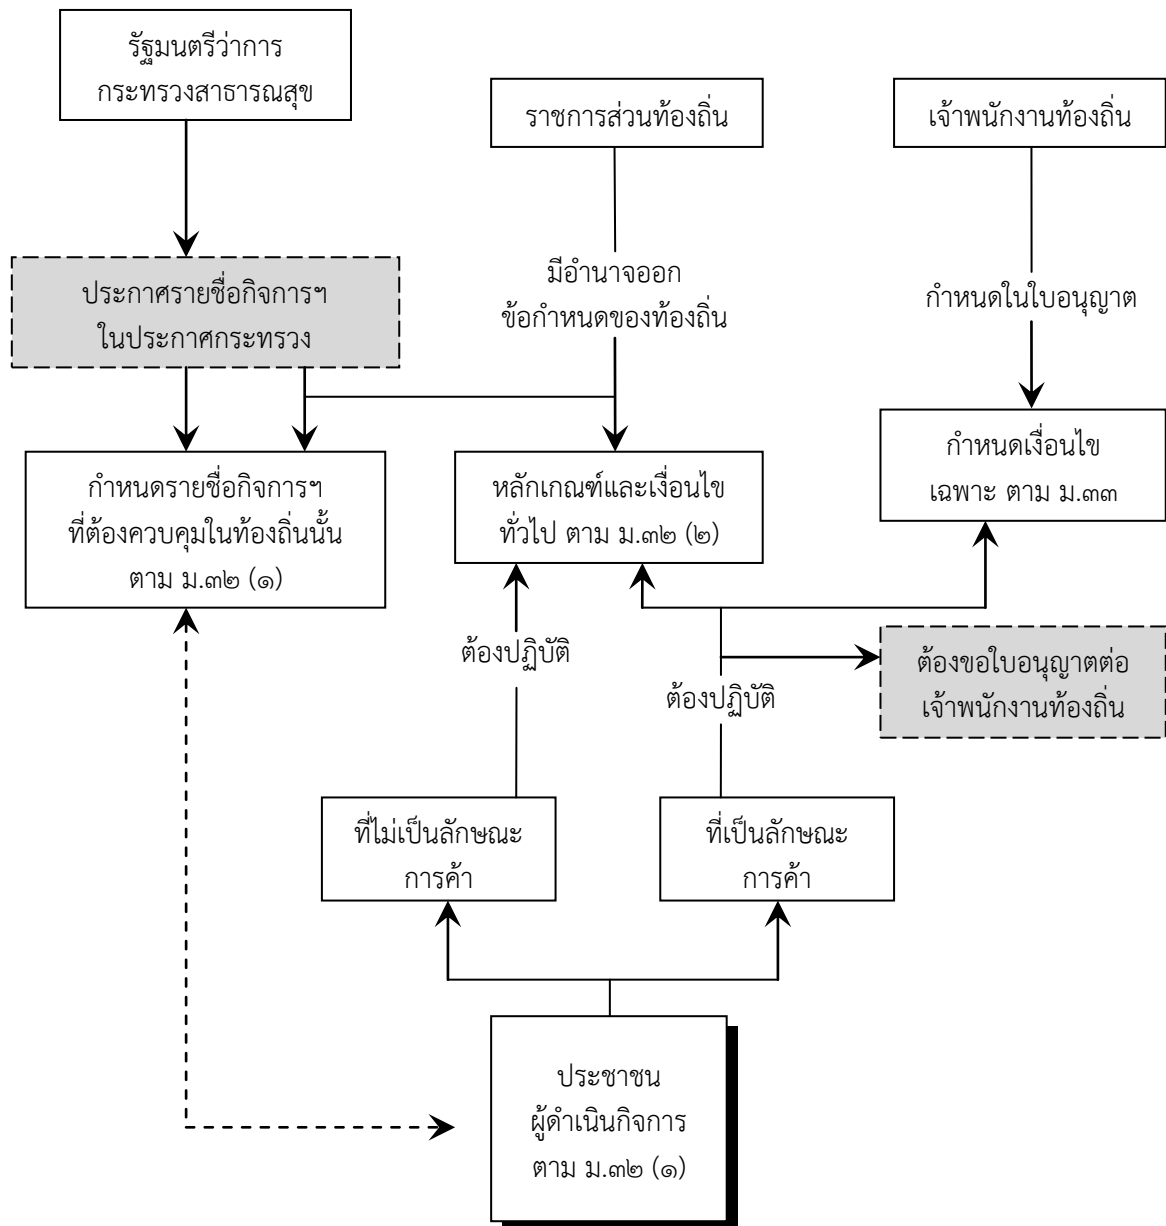 รัฐมนตรีว่าการ
กระทรวงสาธารณสุข
ราชการส่วนท้องถิ่น
เจ้าพนักงานท้องถิ่น
ประกาศรายชื่อกิจการฯ
ในประกาศกระทรวง
มีอำนาจออก
ข้อกำหนดของท้องถิ่น
กำหนดในใบอนุญาต
กำหนดรายชื่อกิจการฯ
ที่ต้องควบคุมในท้องถิ่นนั้น
ตาม ม.๓๒ (๑)
หลักเกณฑ์และเงื่อนไข
ทั่วไป ตาม ม.๓๒ (๒)
กำหนดเงื่อนไข
เฉพาะ ตาม ม.๓๓
ต้องปฏิบัติ
ต้องปฏิบัติ
ต้องขอใบอนุญาตต่อ
เจ้าพนักงานท้องถิ่น
ที่ไม่เป็นลักษณะ
การค้า
ที่เป็นลักษณะ
การค้า
ประชาชน
ผู้ดำเนินกิจการ
ตาม ม.๓๒ (๑)